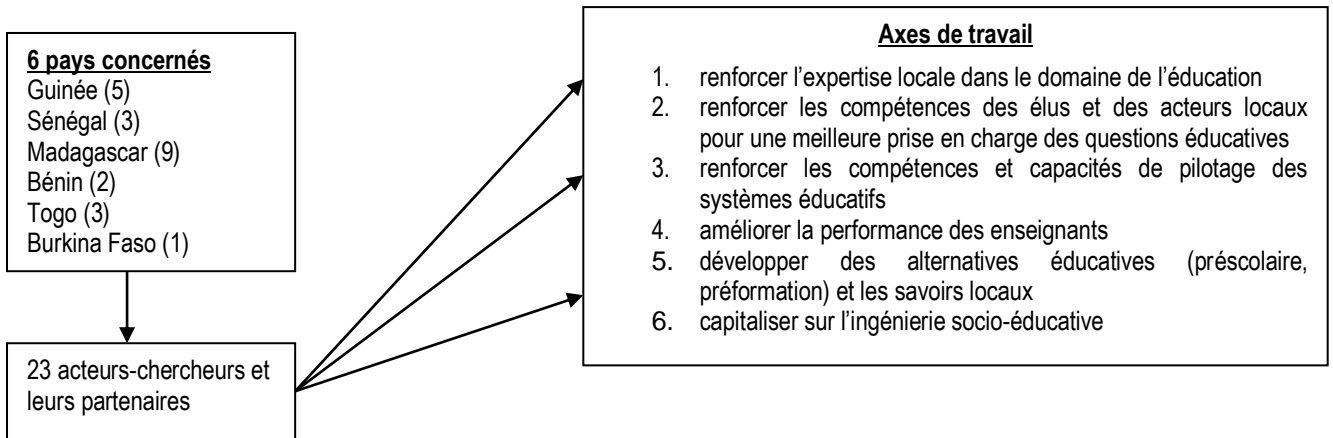 6 pays concernés
Guinée (5)
Sénégal (3)
Madagascar (9)
Bénin (2)
Togo (3)
Burkina Faso (1)
23 acteurs-chercheurs et
leurs partenaires
Axes de travail
1. renforcer l’expertise locale dans le domaine de l’éducation
2. renforcer les compétences des élus et des acteurs locaux
pour une meilleure prise en charge des questions éducatives
3. renforcer les compétences et capacités de pilotage des
systèmes éducatifs
4. améliorer la performance des enseignants
5. développer des alternatives éducatives (préscolaire,
préformation) et les savoirs locaux
6. capitaliser sur l’ingénierie socio-éducative